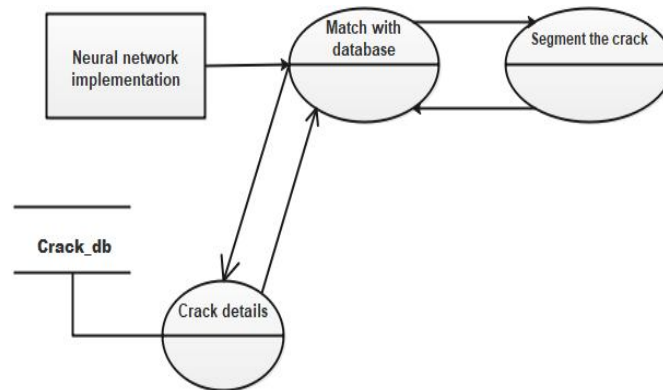 Neural network
implementation
Match with
database
Segment the crack
Crack_db
Crack details